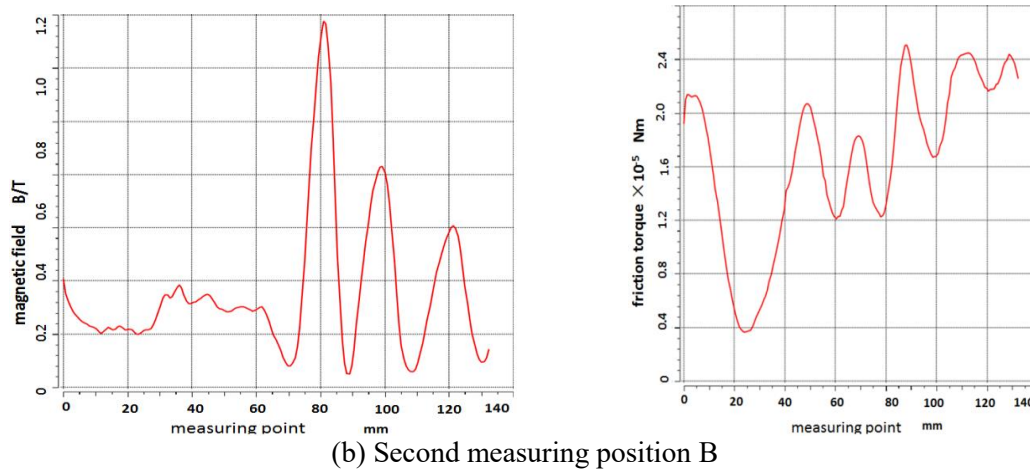 magnetic field B/T
0
0.2
0.4
0.6
0.8
1.0
1.2
0 20 40 60 80 100 120 140
measuring point mm
friction torque ×10⁻⁵ Nm
0
0.4
0.8
1.2
1.6
2.0
2.4
0 20 40 60 80 100 120 140
measuring point mm
(b) Second measuring position B